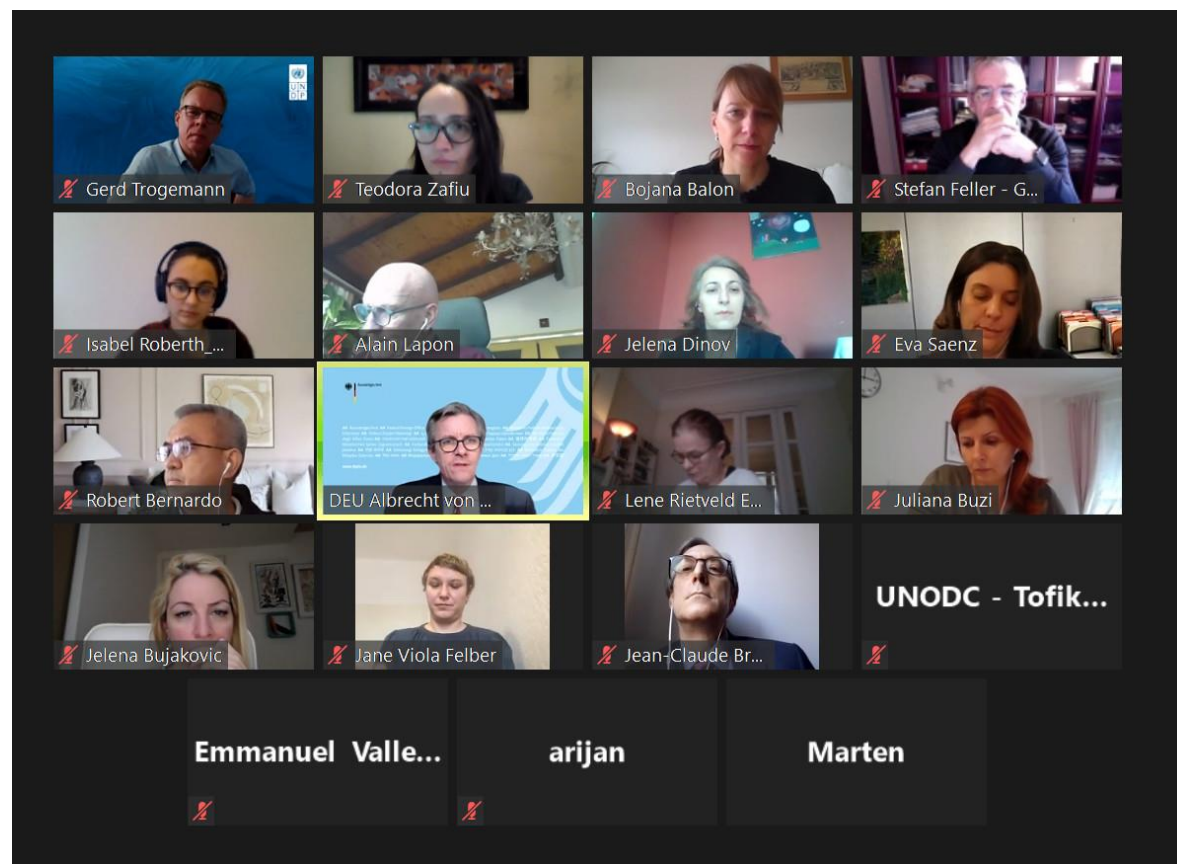 UN
DP
Gerd Trogemann
Teodora Zafiu
Bojana Balon
Stefan Feller - G...
Isabel Roberth_...
Alain Lapon
Jelena Dinov
Eva Saenz
Robert Bernardo
DEU Albrecht von ...
Lene Rietveld E...
Juliana Buzi
Jelena Bujakovic
Jane Viola Felber
Jean-Claude Br...
UNODC - Tofik...
Emmanuel Valle...
arijan
Marten